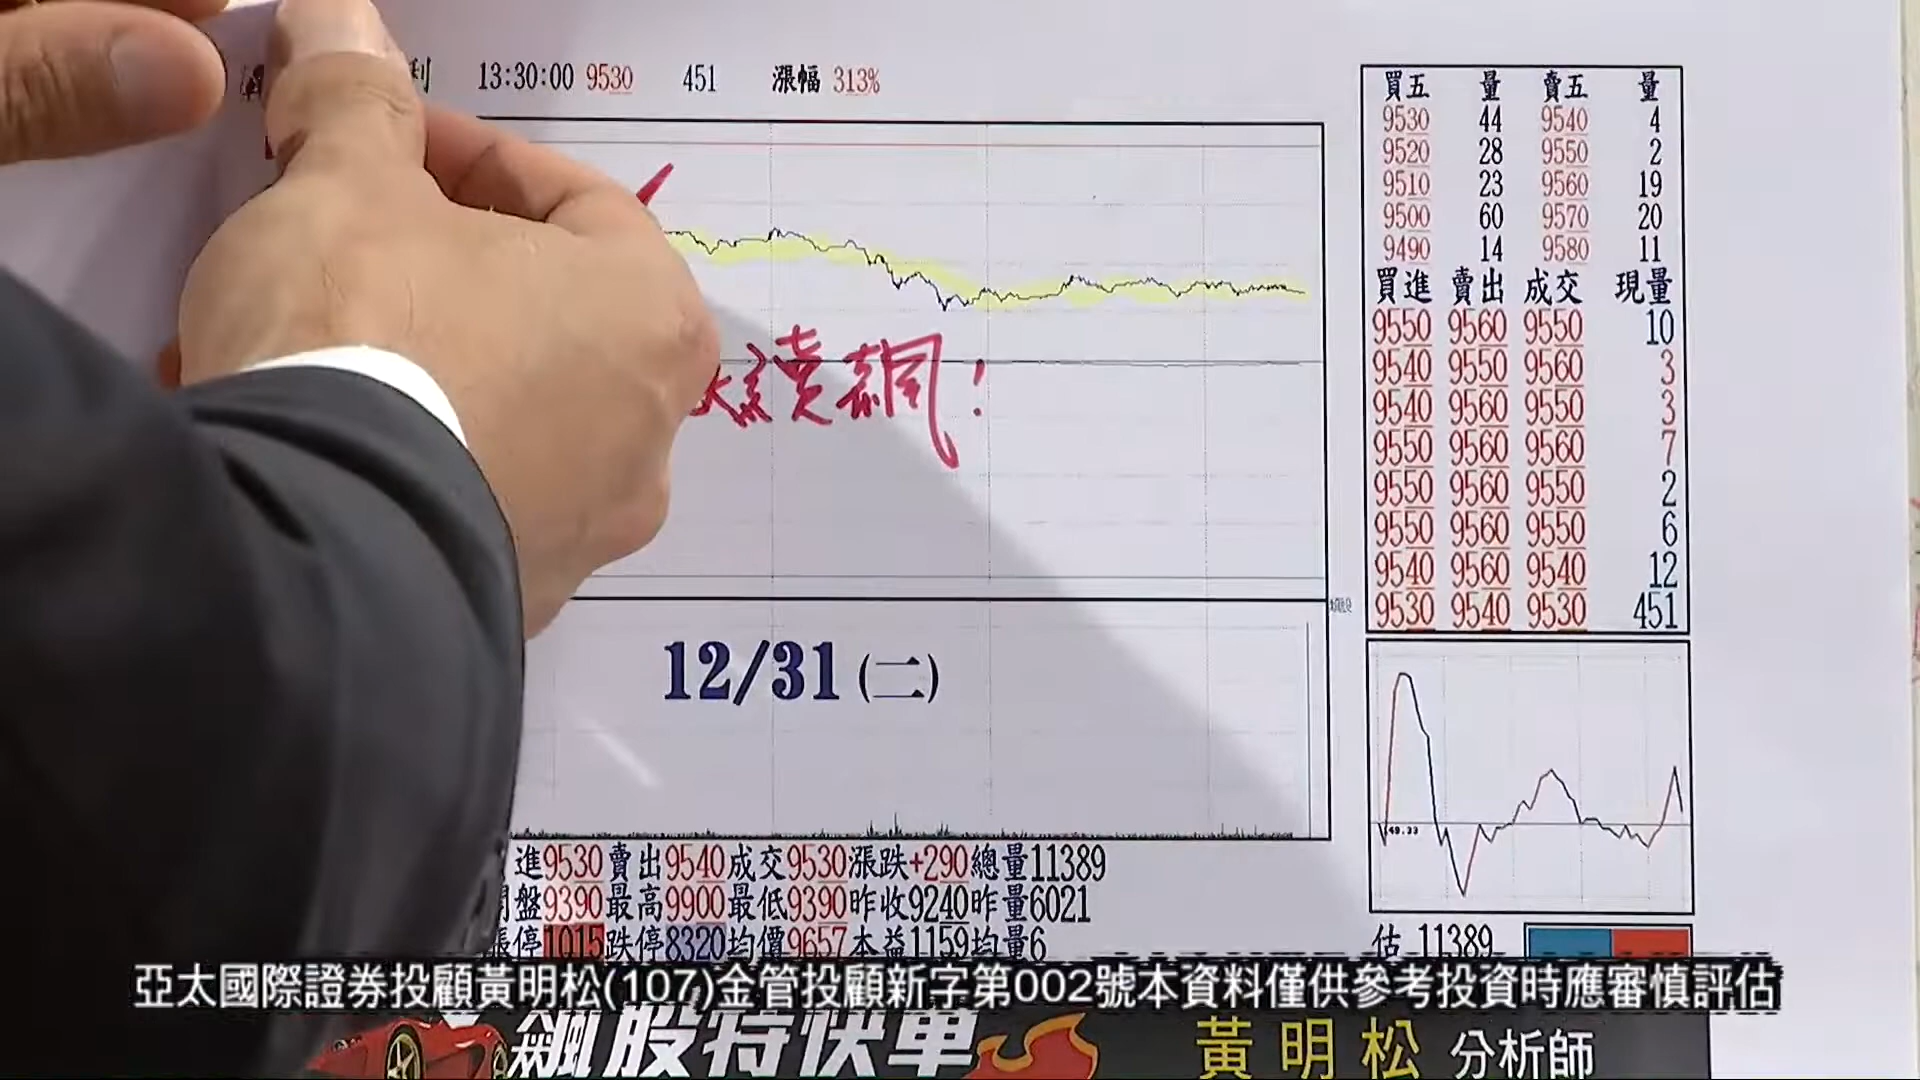 利 13:30:00 9530 451 漲幅 313%
買五 量 賣五 量
9530 44 9540 4
9520 28 9550 2
9510 23 9560 19
9500 60 9570 20
9490 14 9580 11
買進 賣出 成交 現量
9550 9560 9550 10
9540 9550 9560 3
9540 9560 9550 3
9550 9560 9560 7
9550 9560 9550 2
9550 9560 9550 6
9540 9560 9540 12
9530 9540 9530 451
續飆!
12/31(二)
49.33
進9530賣出9540成交9530漲跌+290總量11389
盤9390最高9900最低9390昨收9240昨量6021
停1015跌停8320均價9657本益1159均量6
估 11389
亞太國際證券投顧黃明松(107)金管投顧新字第002號本資料僅供參考投資時應審慎評估
飆股特快車
黃明松 分析師